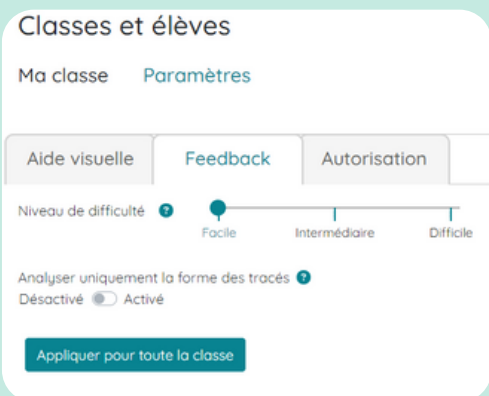 Classes et élèves
Ma classe Paramètres
Aide visuelle Feedback Autorisation
Niveau de difficulté ?
Facile Intermédiaire Difficile
Analyser uniquement la forme des tracés ?
Désactivé Activé
Appliquer pour toute la classe